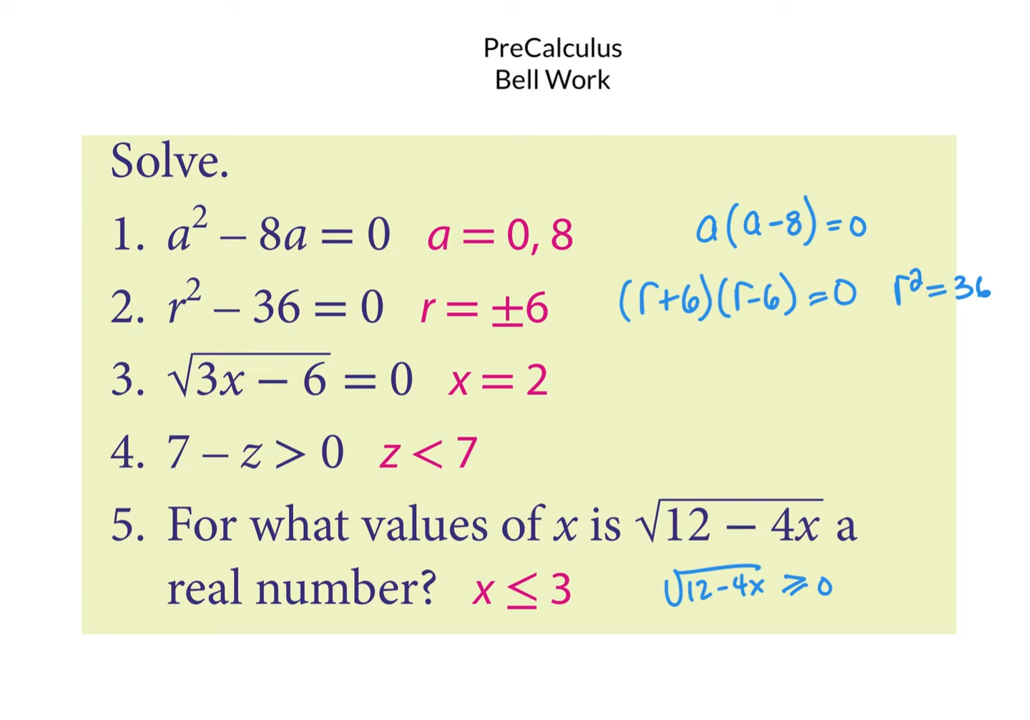 PreCalculus
Bell Work
Solve.
1. a² – 8a = 0 a = 0, 8 a(a-8)=0
2. r² – 36 = 0 r = ±6 (r+6)(r-6)=0 r²=36
3. √(3x – 6) = 0 x = 2
4. 7 – z > 0 z < 7
5. For what values of x is √(12 – 4x) a
real number? x ≤ 3 √(12-4x) ≥ 0